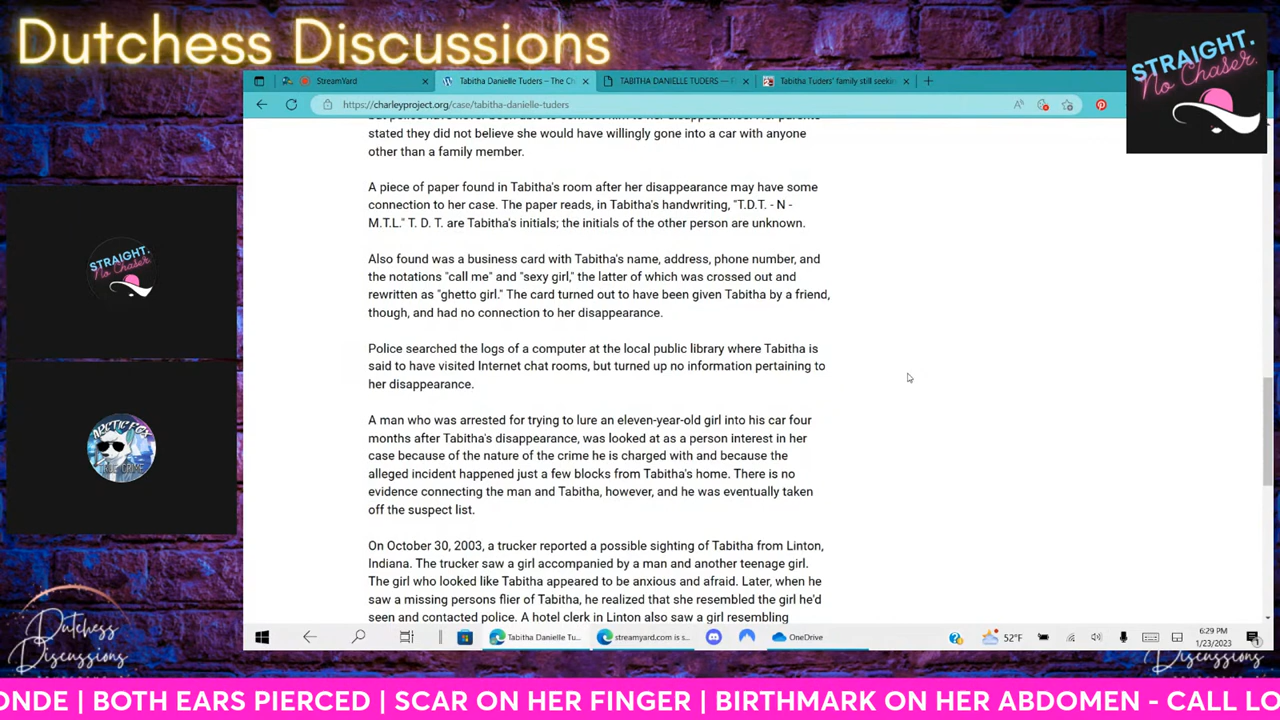 Dutchess Discussions
STRAIGHT.
No Chaser.
StreamYard
Tabitha Danielle Tuders – The Ch
TABITHA DANIELLE TUDERS — F
Tabitha Tuders' family still seekin
https://charleyproject.org/case/tabitha-danielle-tuders
stated they did not believe she would have willingly gone into a car with anyone
other than a family member.
A piece of paper found in Tabitha's room after her disappearance may have some
connection to her case. The paper reads, in Tabitha's handwriting, "T.D.T. - N -
M.T.L." T. D. T. are Tabitha's initials; the initials of the other person are unknown.
Also found was a business card with Tabitha's name, address, phone number, and
the notations "call me" and "sexy girl," the latter of which was crossed out and
rewritten as "ghetto girl." The card turned out to have been given Tabitha by a friend,
though, and had no connection to her disappearance.
Police searched the logs of a computer at the local public library where Tabitha is
said to have visited Internet chat rooms, but turned up no information pertaining to
her disappearance.
A man who was arrested for trying to lure an eleven-year-old girl into his car four
months after Tabitha's disappearance, was looked at as a person interest in her
case because of the nature of the crime he is charged with and because the
alleged incident happened just a few blocks from Tabitha's home. There is no
evidence connecting the man and Tabitha, however, and he was eventually taken
off the suspect list.
On October 30, 2003, a trucker reported a possible sighting of Tabitha from Linton,
Indiana. The trucker saw a girl accompanied by a man and another teenage girl.
The girl who looked like Tabitha appeared to be anxious and afraid. Later, when he
saw a missing persons flier of Tabitha, he realized that she resembled the girl he'd
seen and contacted police. A hotel clerk in Linton also saw a girl resembling
STRAIGHT.
No Chaser.
ARCTIC FOX
TRUE CRIME
Tabitha Danielle Tu...
streamyard.com is s...
OneDrive
52°F
6:29 PM
1/23/2023
Dutchess
Discussions
Discussions
ONDE | BOTH EARS PIERCED | SCAR ON HER FINGER | BIRTHMARK ON HER ABDOMEN - CALL LO